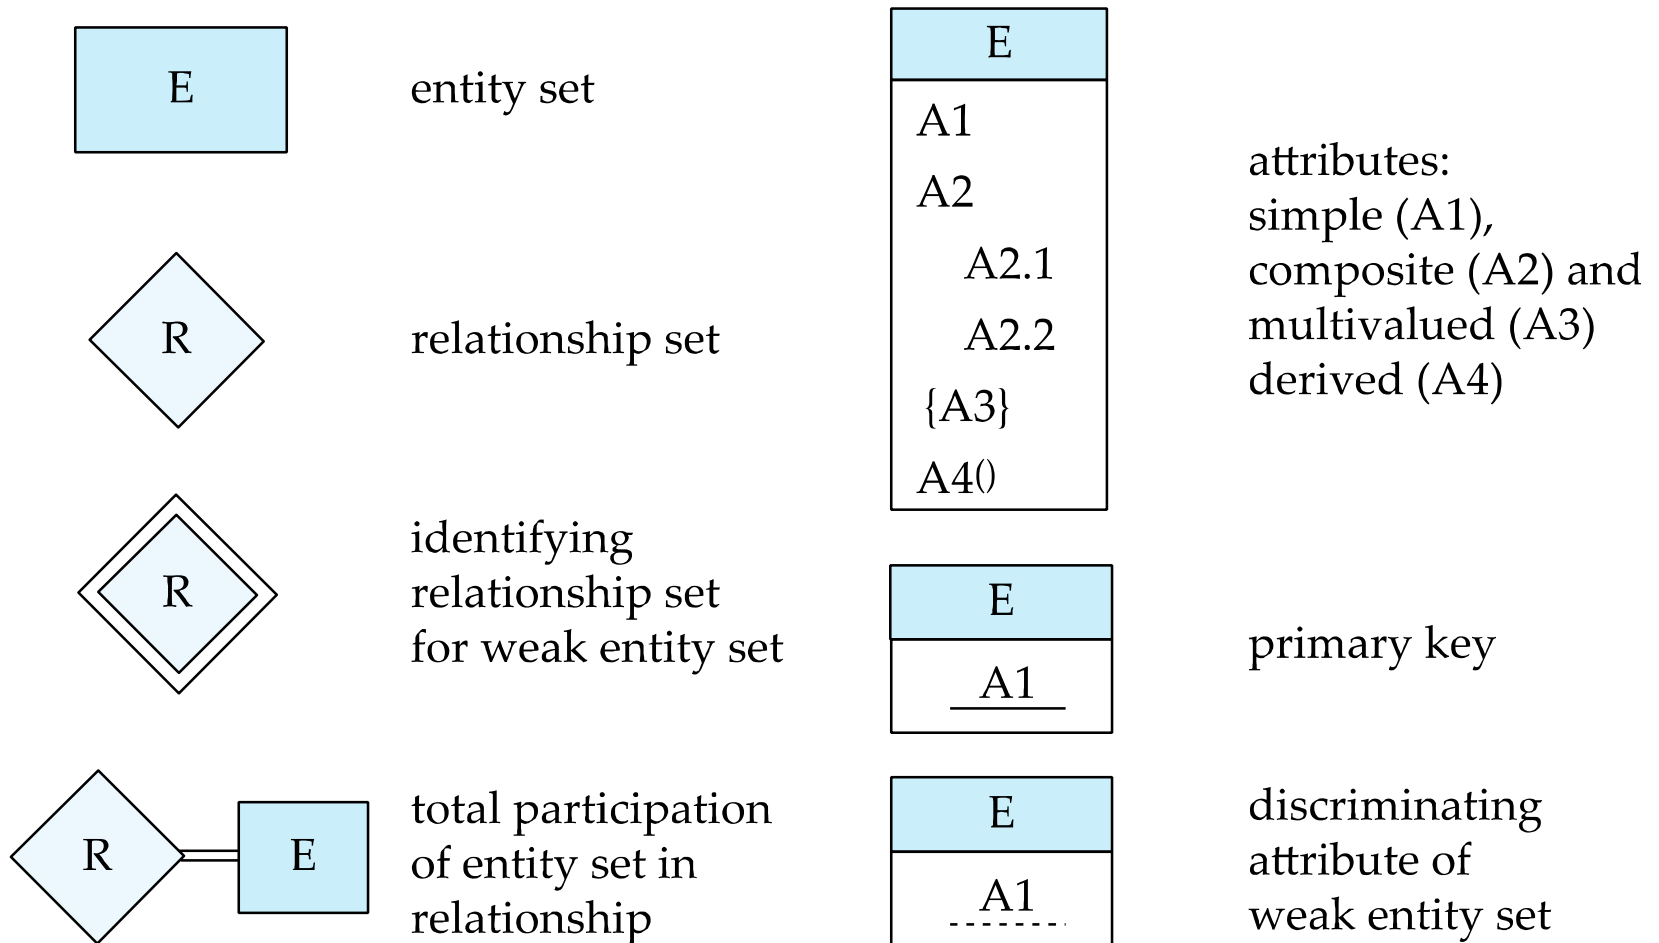 E
entity set
R
relationship set
R
identifying
relationship set
for weak entity set
R
E
total participation
of entity set in
relationship
E
A1
A2
A2.1
A2.2
{A3}
A4()
attributes:
simple (A1),
composite (A2) and
multivalued (A3)
derived (A4)
E
A1
primary key
E
A1
discriminating
attribute of
weak entity set